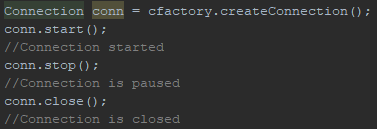 Connection conn = cfactory.createConnection();
conn.start();
//Connection started
conn.stop();
//Connection is paused
conn.close();
//Connection is closed